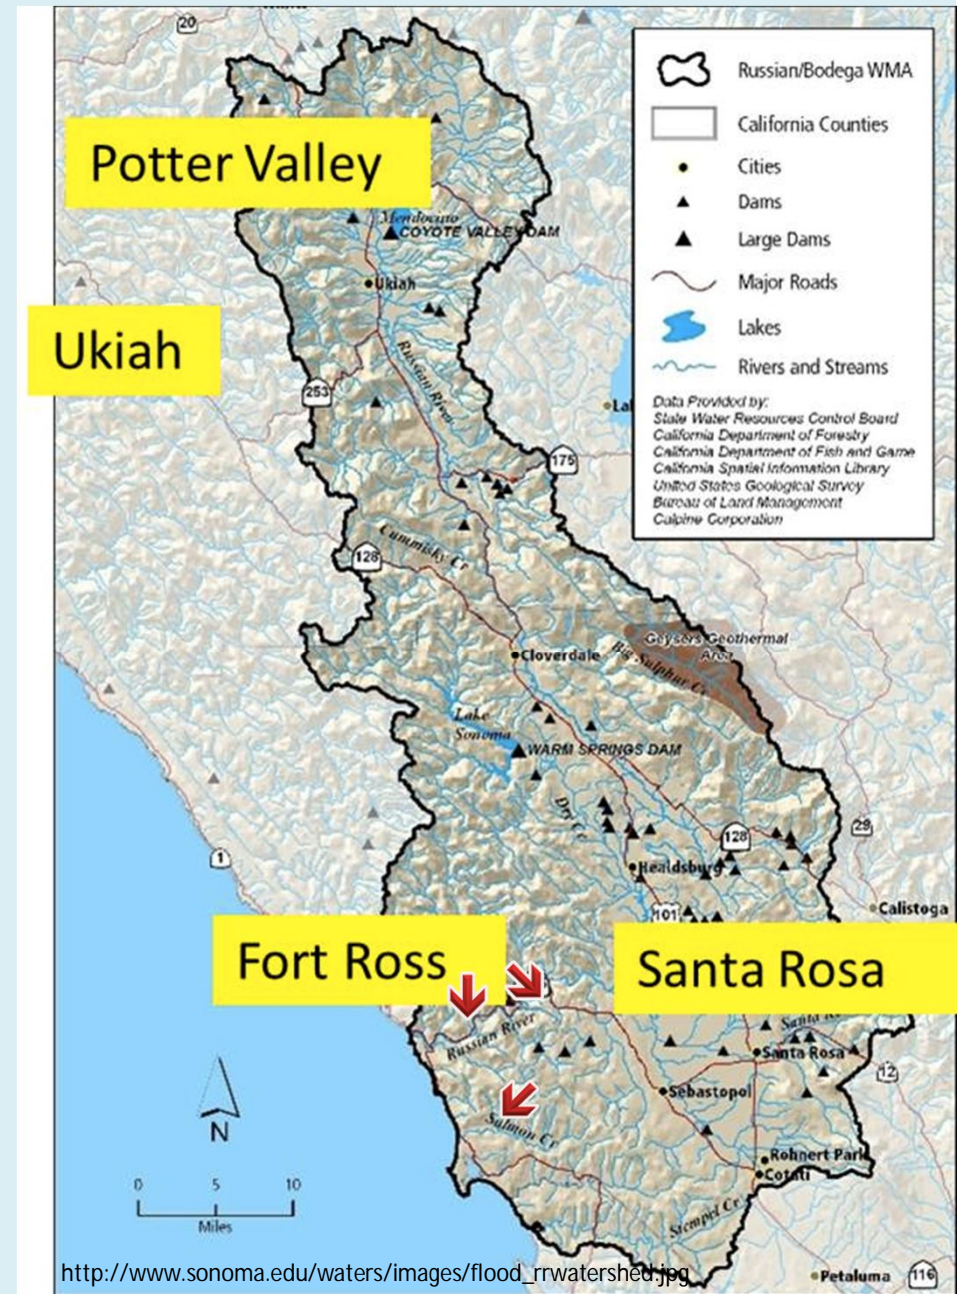 20
Russian/Bodega WMA
California Counties
Cities
Dams
Large Dams
Major Roads
Lakes
Rivers and Streams
Data Provided by:
State Water Resources Control Board
California Department of Forestry
California Department of Fish and Game
California Spatial Information Library
United States Geological Survey
Bureau of Land Management
Calpine Corporation
Potter Valley
Mendocino
COYOTE VALLEY DAM
Ukiah
Ukiah
Russian River
253
175
Cummisky Cr
128
Geysers Geothermal
Area
Cloverdale
Big Sulphur Cr
Lake
Sonoma
WARM SPRINGS DAM
Dry Cr
128
29
1
Healdsburg
Calistoga
101
Fort Ross
Santa Rosa
Russian River
Santa
Santa Rosa
12
Sebastopol
Salmon Cr
N
Rohnert Park
Cotati
0 5 10
Miles
Stempel Cr
http://www.sonoma.edu/waters/images/flood_rrwatershed.jpg
Petaluma
116